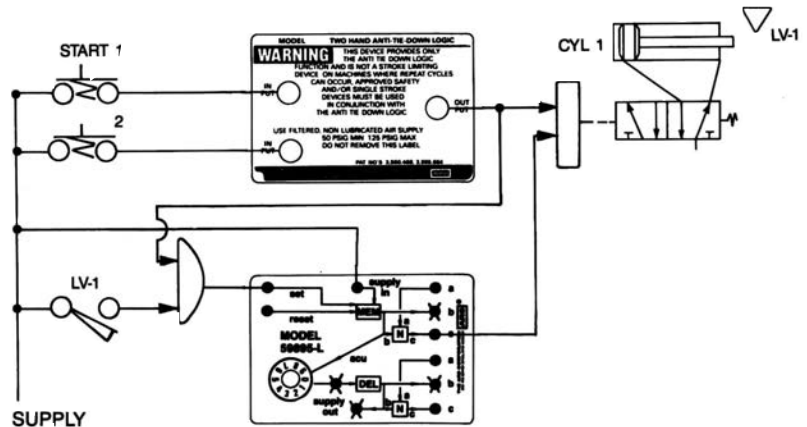 START 1
2
MODEL TWO HAND ANTI-TIE-DOWN LOGIC
WARNING THIS DEVICE PROVIDES ONLY
THE ANTI TIE DOWN LOGIC
FUNCTION AND IS NOT A STROKE LIMITING
DEVICE ON MACHINES WHERE REPEAT CYCLES
CAN OCCUR, APPROVED SAFETY
AND/OR SINGLE STROKE
DEVICES MUST BE USED
IN CONJUNCTION WITH
THE ANTI TIE DOWN LOGIC
IN
PUT
OUT
PUT
USE FILTERED, NON LUBRICATED AIR SUPPLY
50 PSIG MIN 125 PSIG MAX
DO NOT REMOVE THIS LABEL
IN
PUT
PAT NO'S
CYL 1
LV-1
LV-1
SUPPLY
set
supply
in
a
MEM
b
reset
a
N
b
c
c
MODEL
59895-L
acu
a
DEL
b
a
supply
out
b
N
c
c